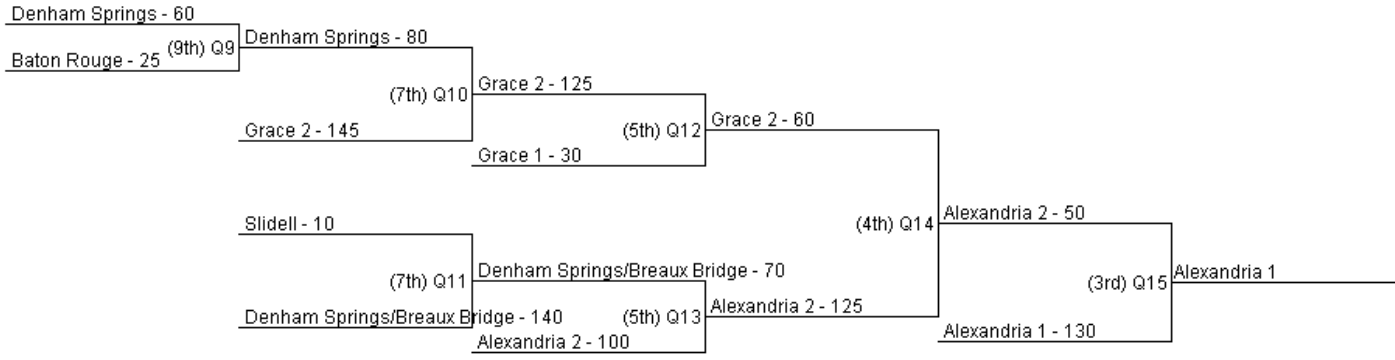 Denham Springs - 60
(9th) Q9
Baton Rouge - 25
Denham Springs - 80
(7th) Q10
Grace 2 - 145
Grace 2 - 125
(5th) Q12
Grace 1 - 30
Grace 2 - 60
Slidell - 10
(7th) Q11
Denham Springs/Breaux Bridge - 140
Denham Springs/Breaux Bridge - 70
(5th) Q13
Alexandria 2 - 100
Alexandria 2 - 125
(4th) Q14
Alexandria 2 - 50
(3rd) Q15
Alexandria 1 - 130
Alexandria 1